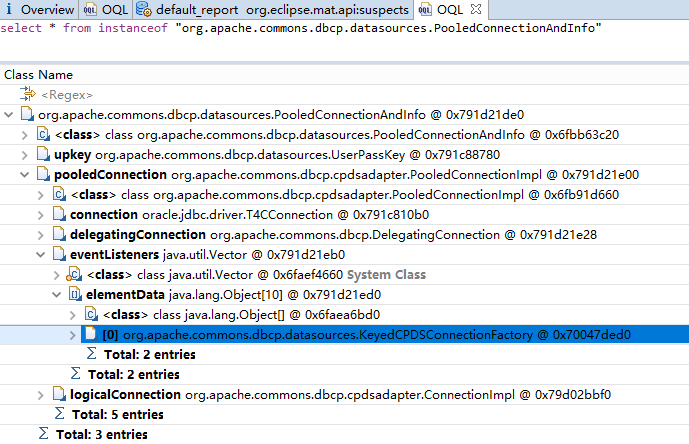 Overview OQL default_report org.eclipse.mat.api:suspects OQL
select * from instanceof "org.apache.commons.dbcp.datasources.PooledConnectionAndInfo"
Class Name
<Regex>
org.apache.commons.dbcp.datasources.PooledConnectionAndInfo @ 0x791d21de0
<class> class org.apache.commons.dbcp.datasources.PooledConnectionAndInfo @ 0x6fbb63c20
upkey org.apache.commons.dbcp.datasources.UserPassKey @ 0x791c88780
pooledConnection org.apache.commons.dbcp.cpdsadapter.PooledConnectionImpl @ 0x791d21e00
<class> class org.apache.commons.dbcp.cpdsadapter.PooledConnectionImpl @ 0x6fb91d660
connection oracle.jdbc.driver.T4CConnection @ 0x791c810b0
delegatingConnection org.apache.commons.dbcp.DelegatingConnection @ 0x791d21e28
eventListeners java.util.Vector @ 0x791d21eb0
<class> class java.util.Vector @ 0x6faef4660 System Class
elementData java.lang.Object[10] @ 0x791d21ed0
<class> class java.lang.Object[] @ 0x6faea6bd0
[0] org.apache.commons.dbcp.datasources.KeyedCPDSConnectionFactory @ 0x70047ded0
Σ Total: 2 entries
Σ Total: 2 entries
logicalConnection org.apache.commons.dbcp.cpdsadapter.ConnectionImpl @ 0x79d02bbf0
Σ Total: 5 entries
Σ Total: 3 entries